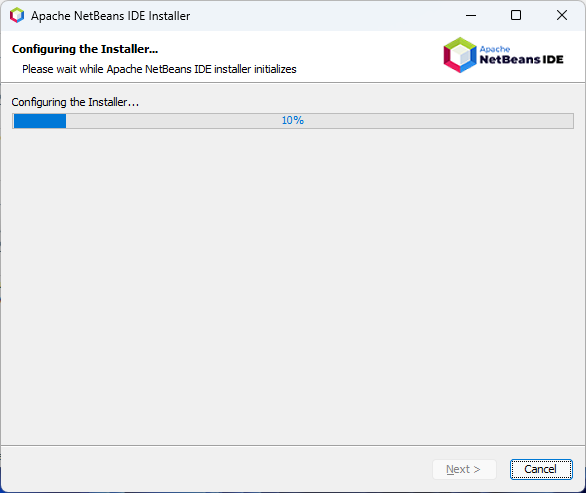 Apache NetBeans IDE Installer
Configuring the Installer...
Please wait while Apache NetBeans IDE installer initializes
Apache
NetBeans IDE
Configuring the Installer...
10%
Next >
Cancel